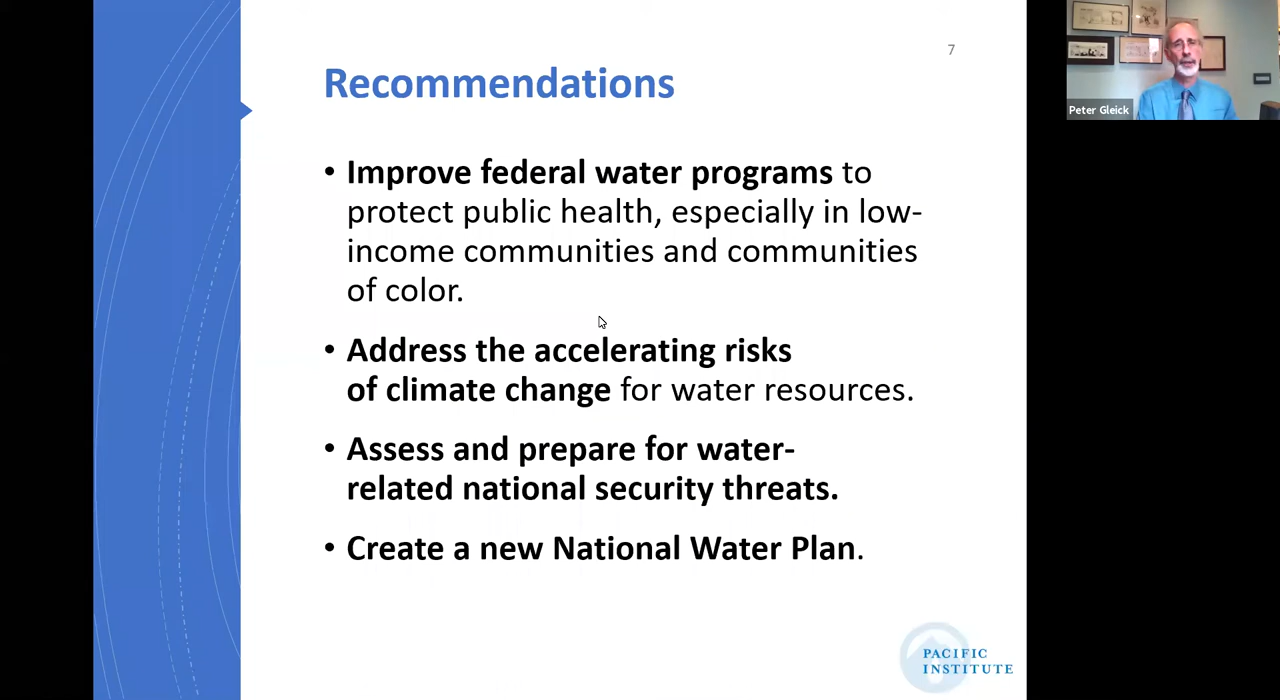 7
Recommendations
• Improve federal water programs to
protect public health, especially in low-
income communities and communities
of color.
• Address the accelerating risks
of climate change for water resources.
• Assess and prepare for water-
related national security threats.
• Create a new National Water Plan.
PACIFIC
INSTITUTE
Peter Gleick